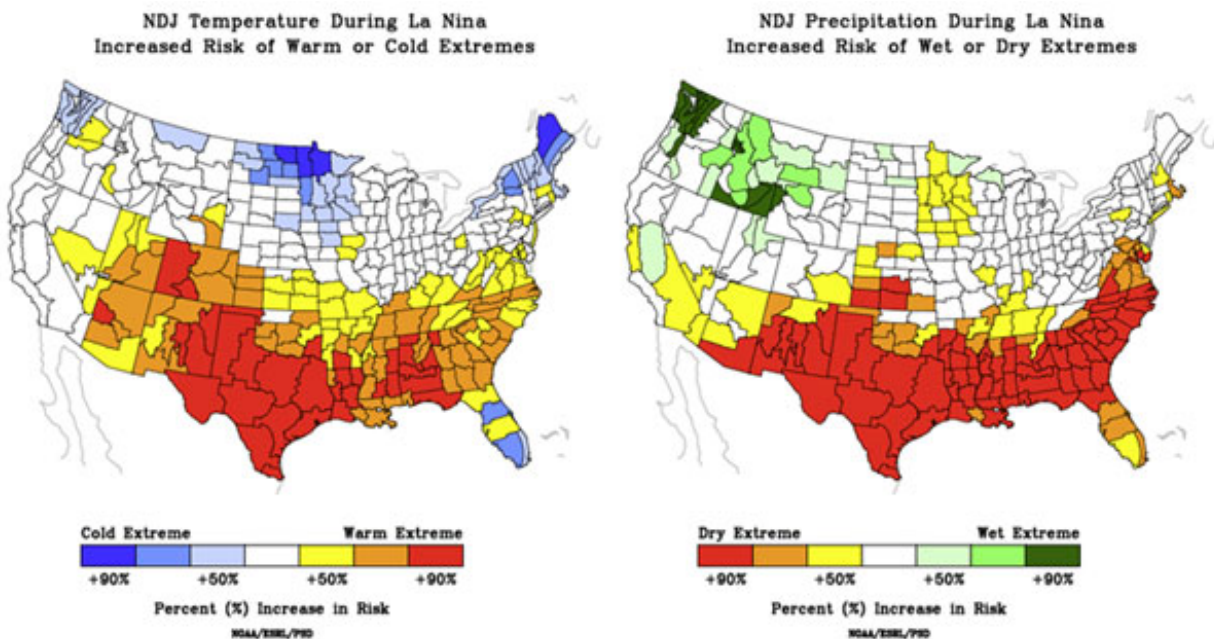 NDJ Temperature During La Nina
Increased Risk of Warm or Cold Extremes
Cold Extreme Warm Extreme
+90% +50% +50% +90%
Percent (%) Increase in Risk
NOAA/ESRL/PSD
NDJ Precipitation During La Nina
Increased Risk of Wet or Dry Extremes
Dry Extreme Wet Extreme
+90% +50% +50% +90%
Percent (%) Increase in Risk
NOAA/ESRL/PSD